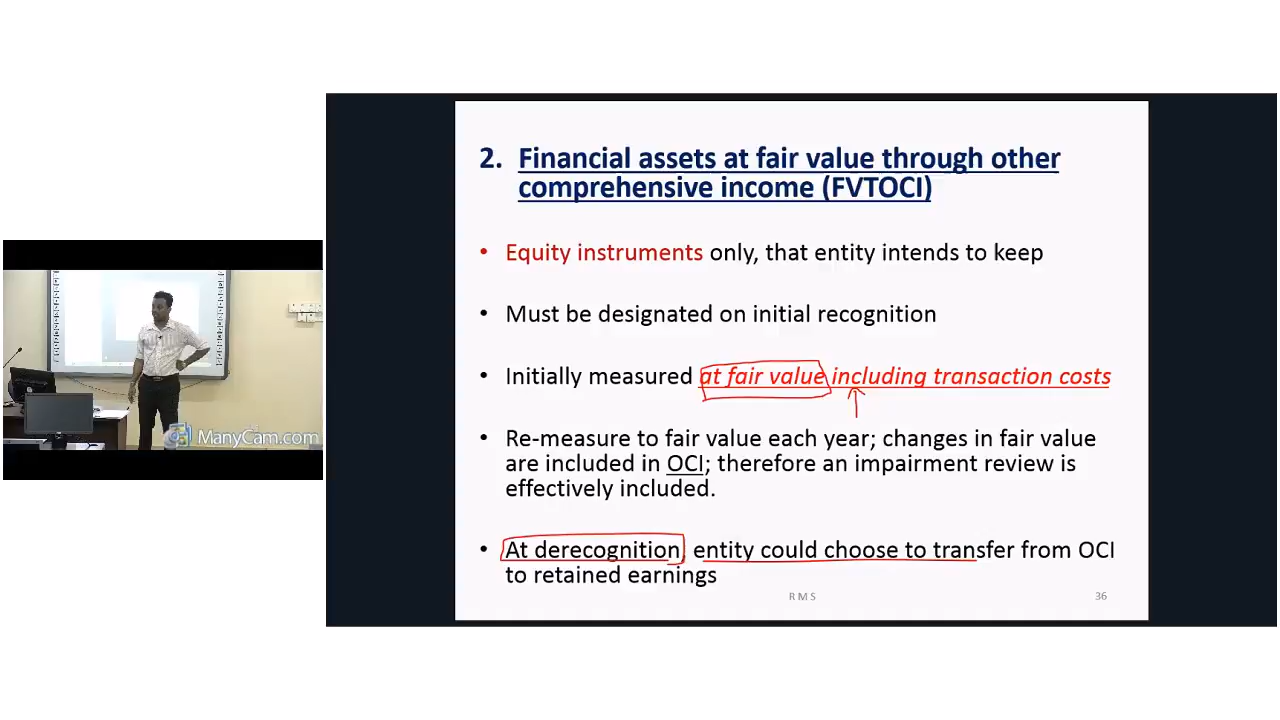 2. Financial assets at fair value through other
comprehensive income (FVTOCI)
• Equity instruments only, that entity intends to keep
• Must be designated on initial recognition
• Initially measured at fair value including transaction costs
• Re-measure to fair value each year; changes in fair value
are included in OCI; therefore an impairment review is
effectively included.
• At derecognition, entity could choose to transfer from OCI
to retained earnings
RMS
36
ManyCam.com